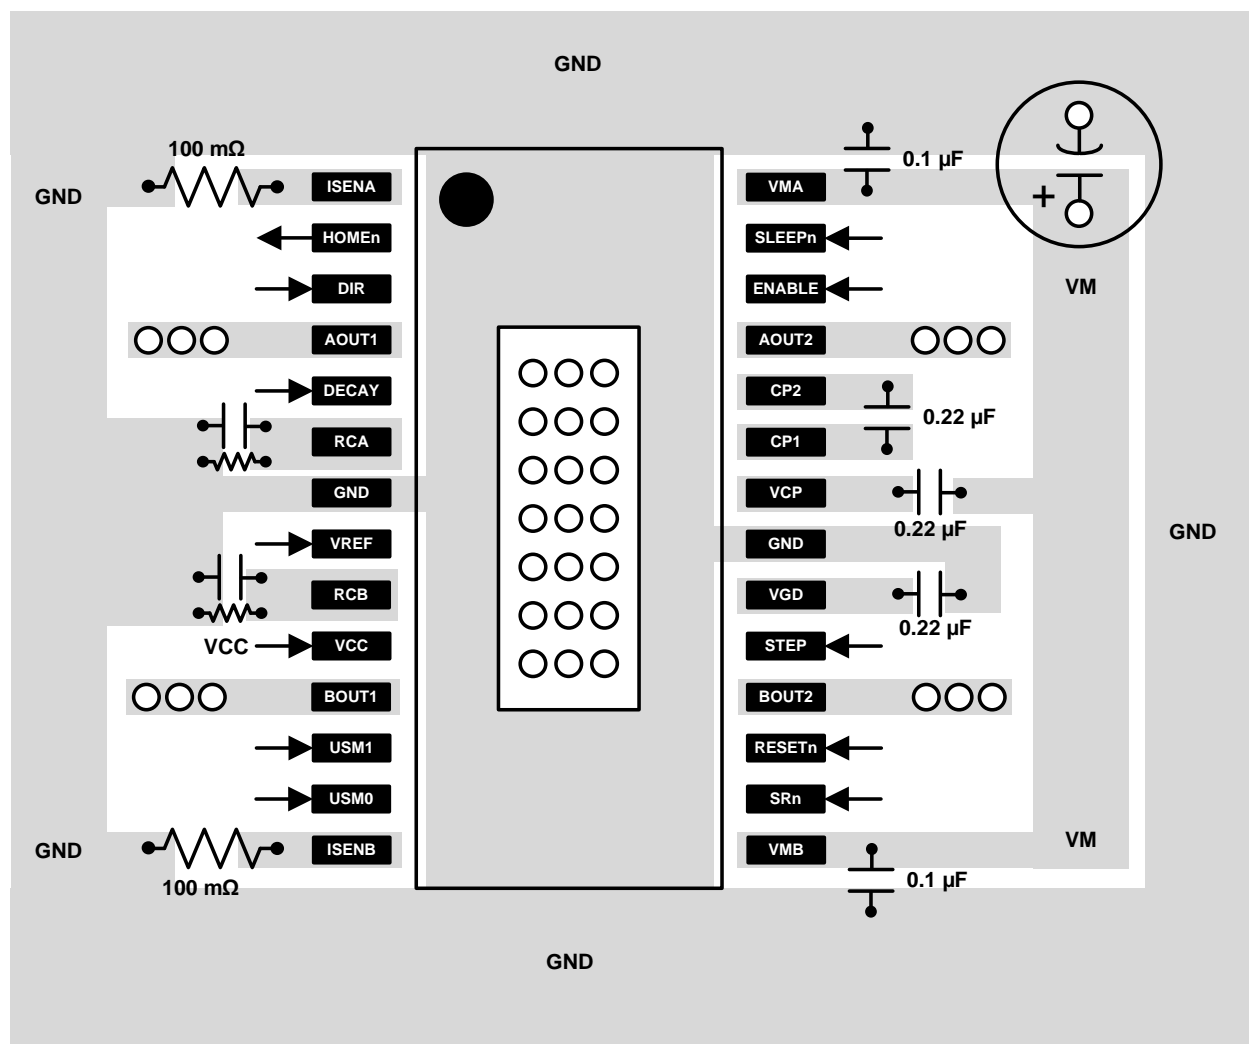 GND
100 mΩ
0.1 µF
ISENA
VMA
GND
+
HOMEn
SLEEPn
DIR
ENABLE
VM
AOUT1
AOUT2
DECAY
CP2
0.22 µF
RCA
CP1
GND
VCP
0.22 µF
GND
VREF
GND
RCB
VGD
0.22 µF
VCC
VCC
STEP
BOUT1
BOUT2
USM1
RESETn
USM0
SRn
GND
ISENB
VMB
VM
100 mΩ
0.1 µF
GND